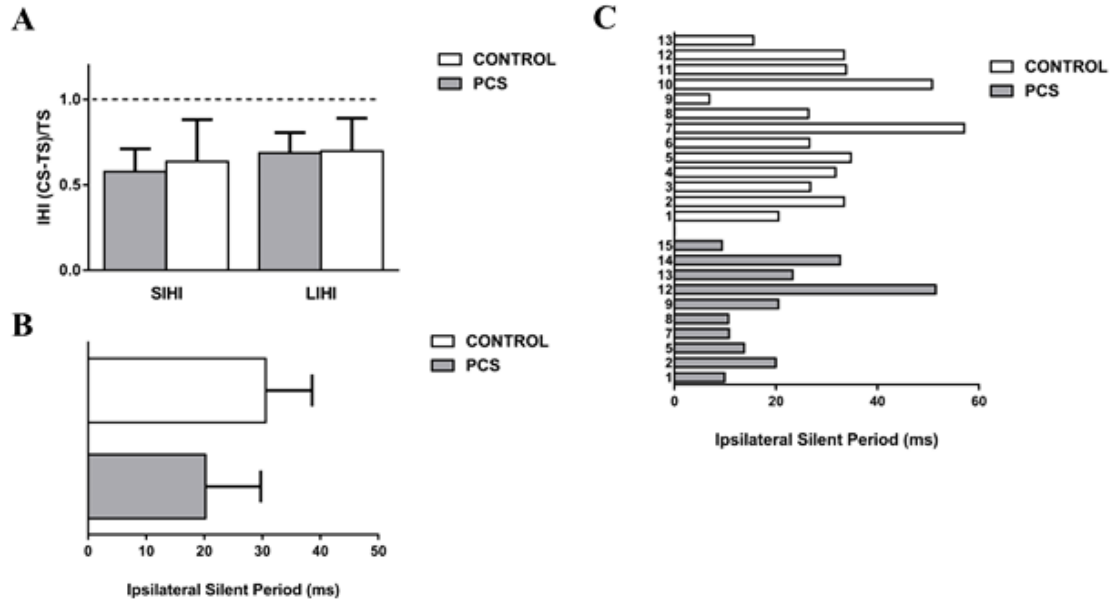 A
CONTROL
PCS
IHI (CS-TS)/TS
1.0
0.5
0.0
SIHI
LIHI
B
CONTROL
PCS
0 10 20 30 40 50
Ipsilateral Silent Period (ms)
C
CONTROL
PCS
13
12
11
10
9
8
7
6
5
4
3
2
1
15
14
13
12
9
8
7
5
2
1
0 20 40 60
Ipsilateral Silent Period (ms)